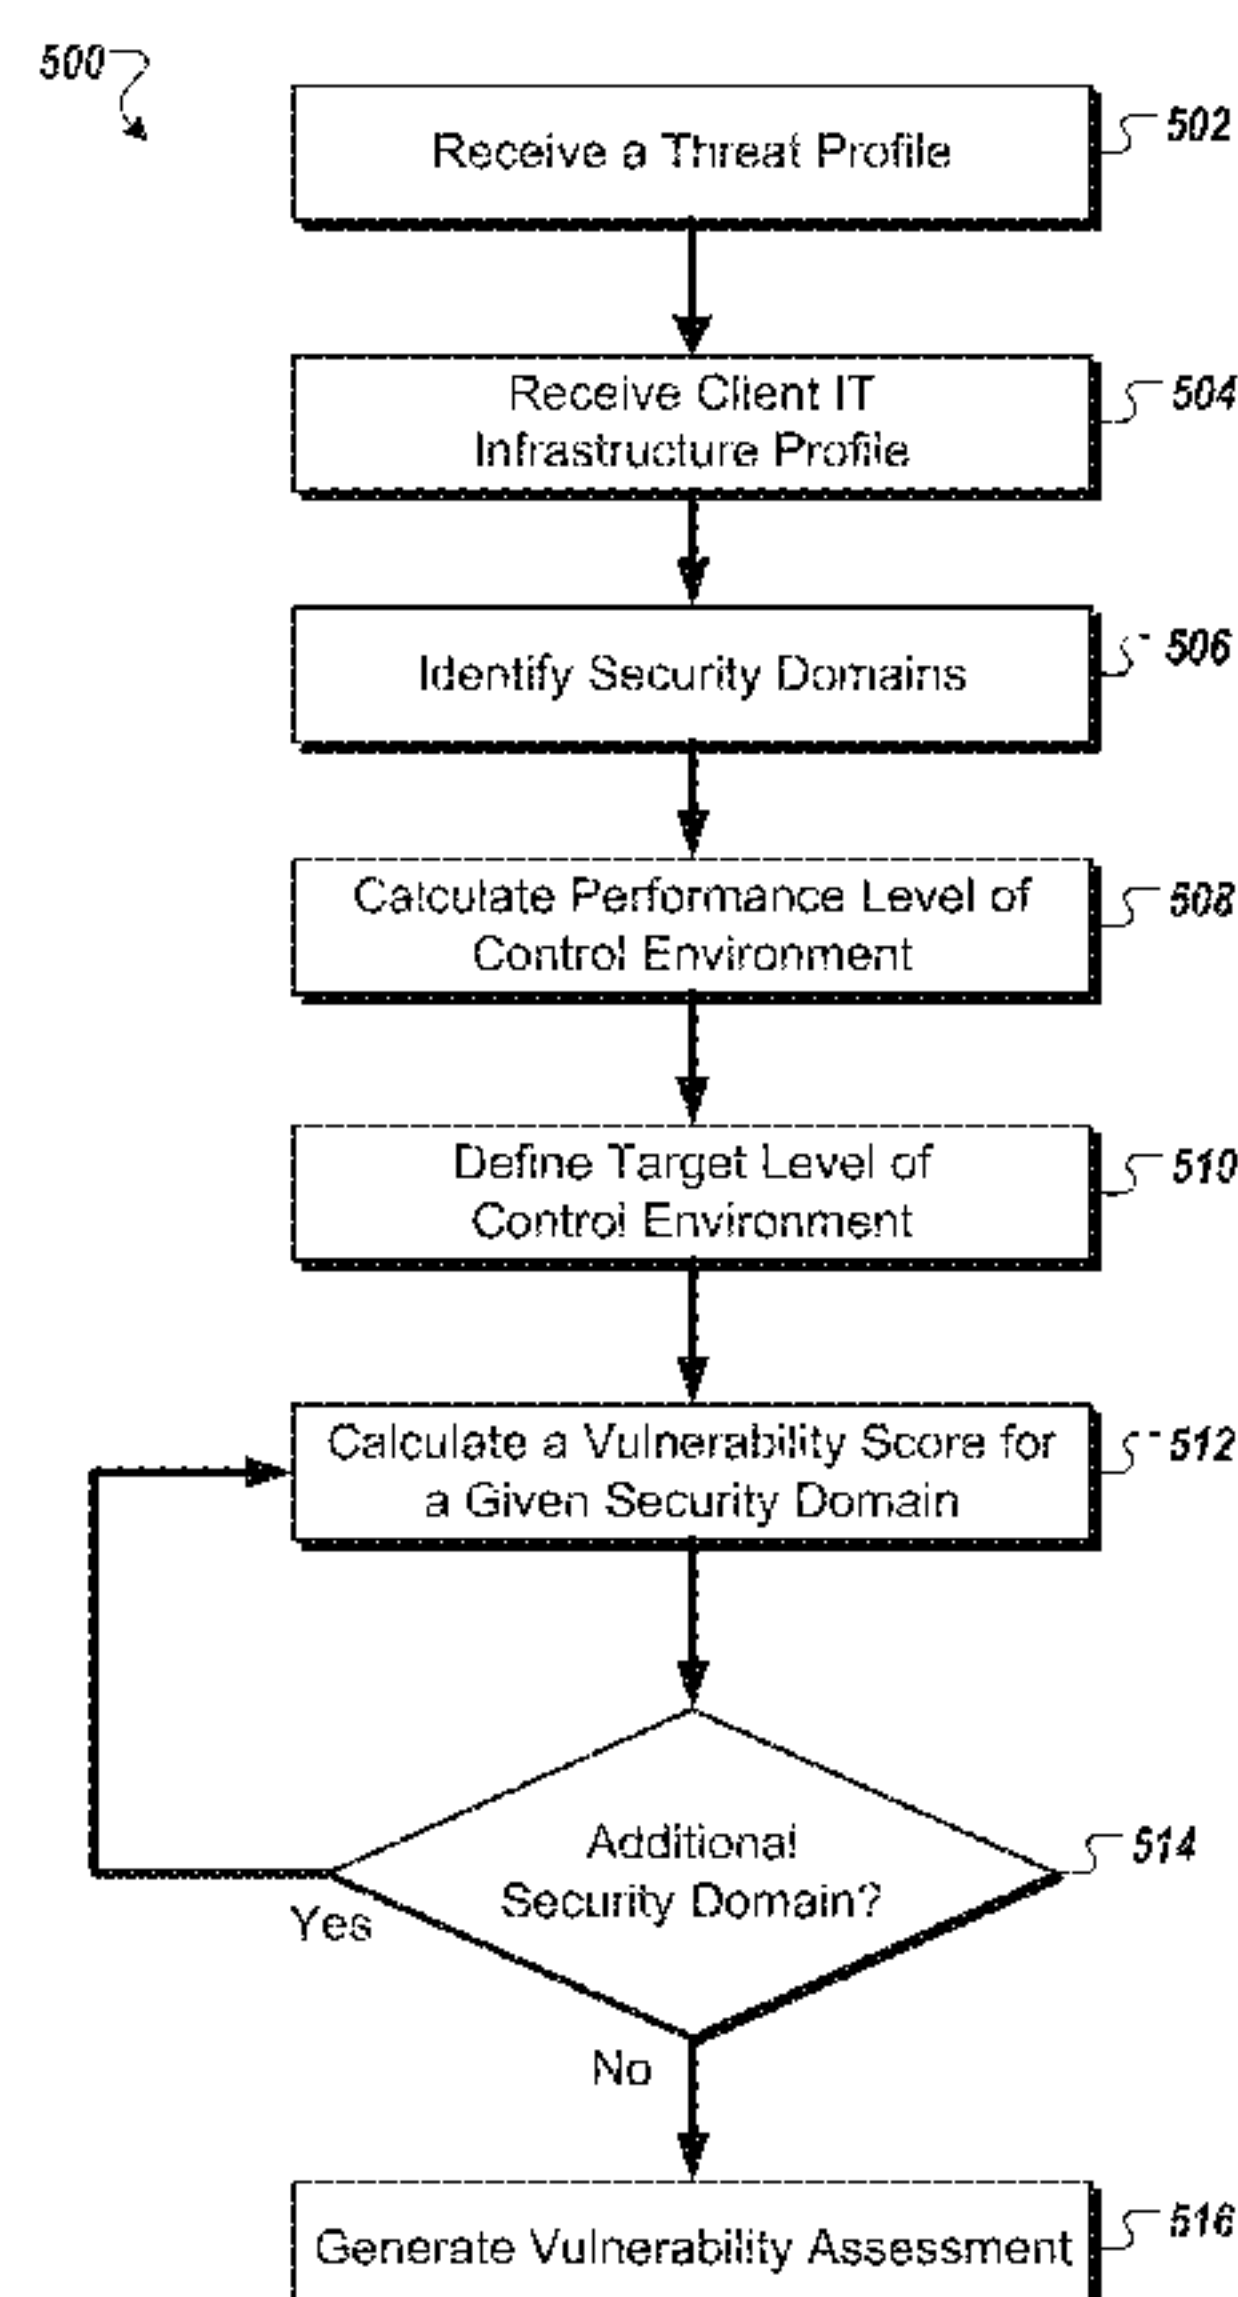 500
Receive a Threat Profile
502
Receive Client IT
Infrastructure Profile
504
Identify Security Domains
506
Calculate Performance Level of
Control Environment
508
Define Target Level of
Control Environment
510
Calculate a Vulnerability Score for
a Given Security Domain
512
Additional
Security Domain?
514
Yes
No
Generate Vulnerability Assessment
516